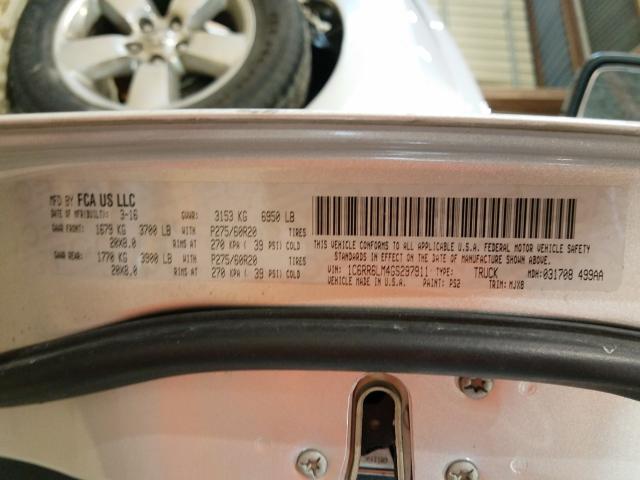 MFD BY FCA US LLC
DATE OF MFR(BUILT): 3-16 GVWR: 3153 KG 6950 LB
GAWR FRONT: 1679 KG 3700 LB WITH P275/60R20
20X8.0 RIMS AT 270 KPA ( 39 PSI) COLD
GAWR REAR: 1770 KG 3900 LB WITH P275/60R20
20X8.0 RIMS AT 270 KPA ( 39 PSI) COLD
THIS VEHICLE CONFORMS TO ALL APPLICABLE U.S.A. FEDERAL MOTOR VEHICLE SAFETY
STANDARDS IN EFFECT ON THE DATE OF MANUFACTURE SHOWN ABOVE.
VIN: 1C6RR6LM4GS297911 TYPE: TRUCK MDH: 031708 499AA
VEHICLE MADE IN U.S.A. PAINT: PS2 TRIM: MJX8